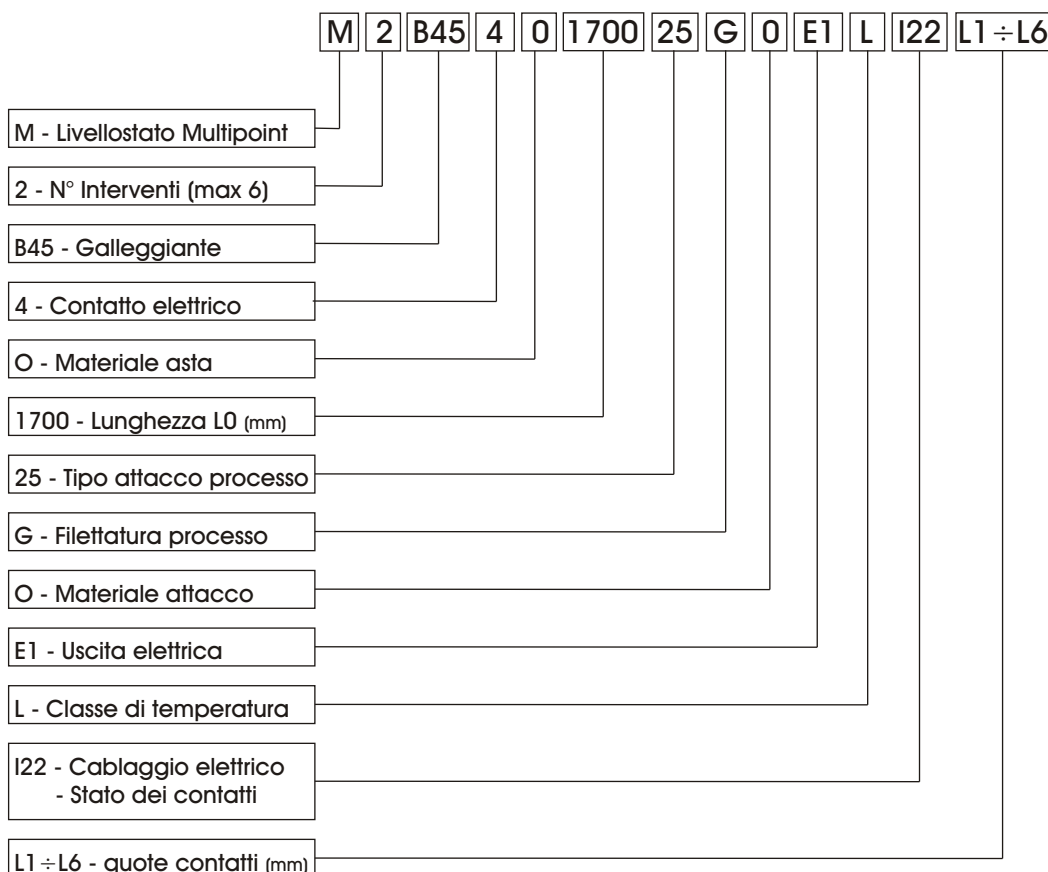 M 2 B45 4 0 1700 25 G 0 E1 L I22 L1÷L6
M - Livellostato Multipoint
2 - N° Interventi (max 6)
B45 - Galleggiante
4 - Contatto elettrico
O - Materiale asta
1700 - Lunghezza L0 (mm)
25 - Tipo attacco processo
G - Filettatura processo
O - Materiale attacco
E1 - Uscita elettrica
L - Classe di temperatura
I22 - Cablaggio elettrico
- Stato dei contatti
L1÷L6 - quote contatti (mm)